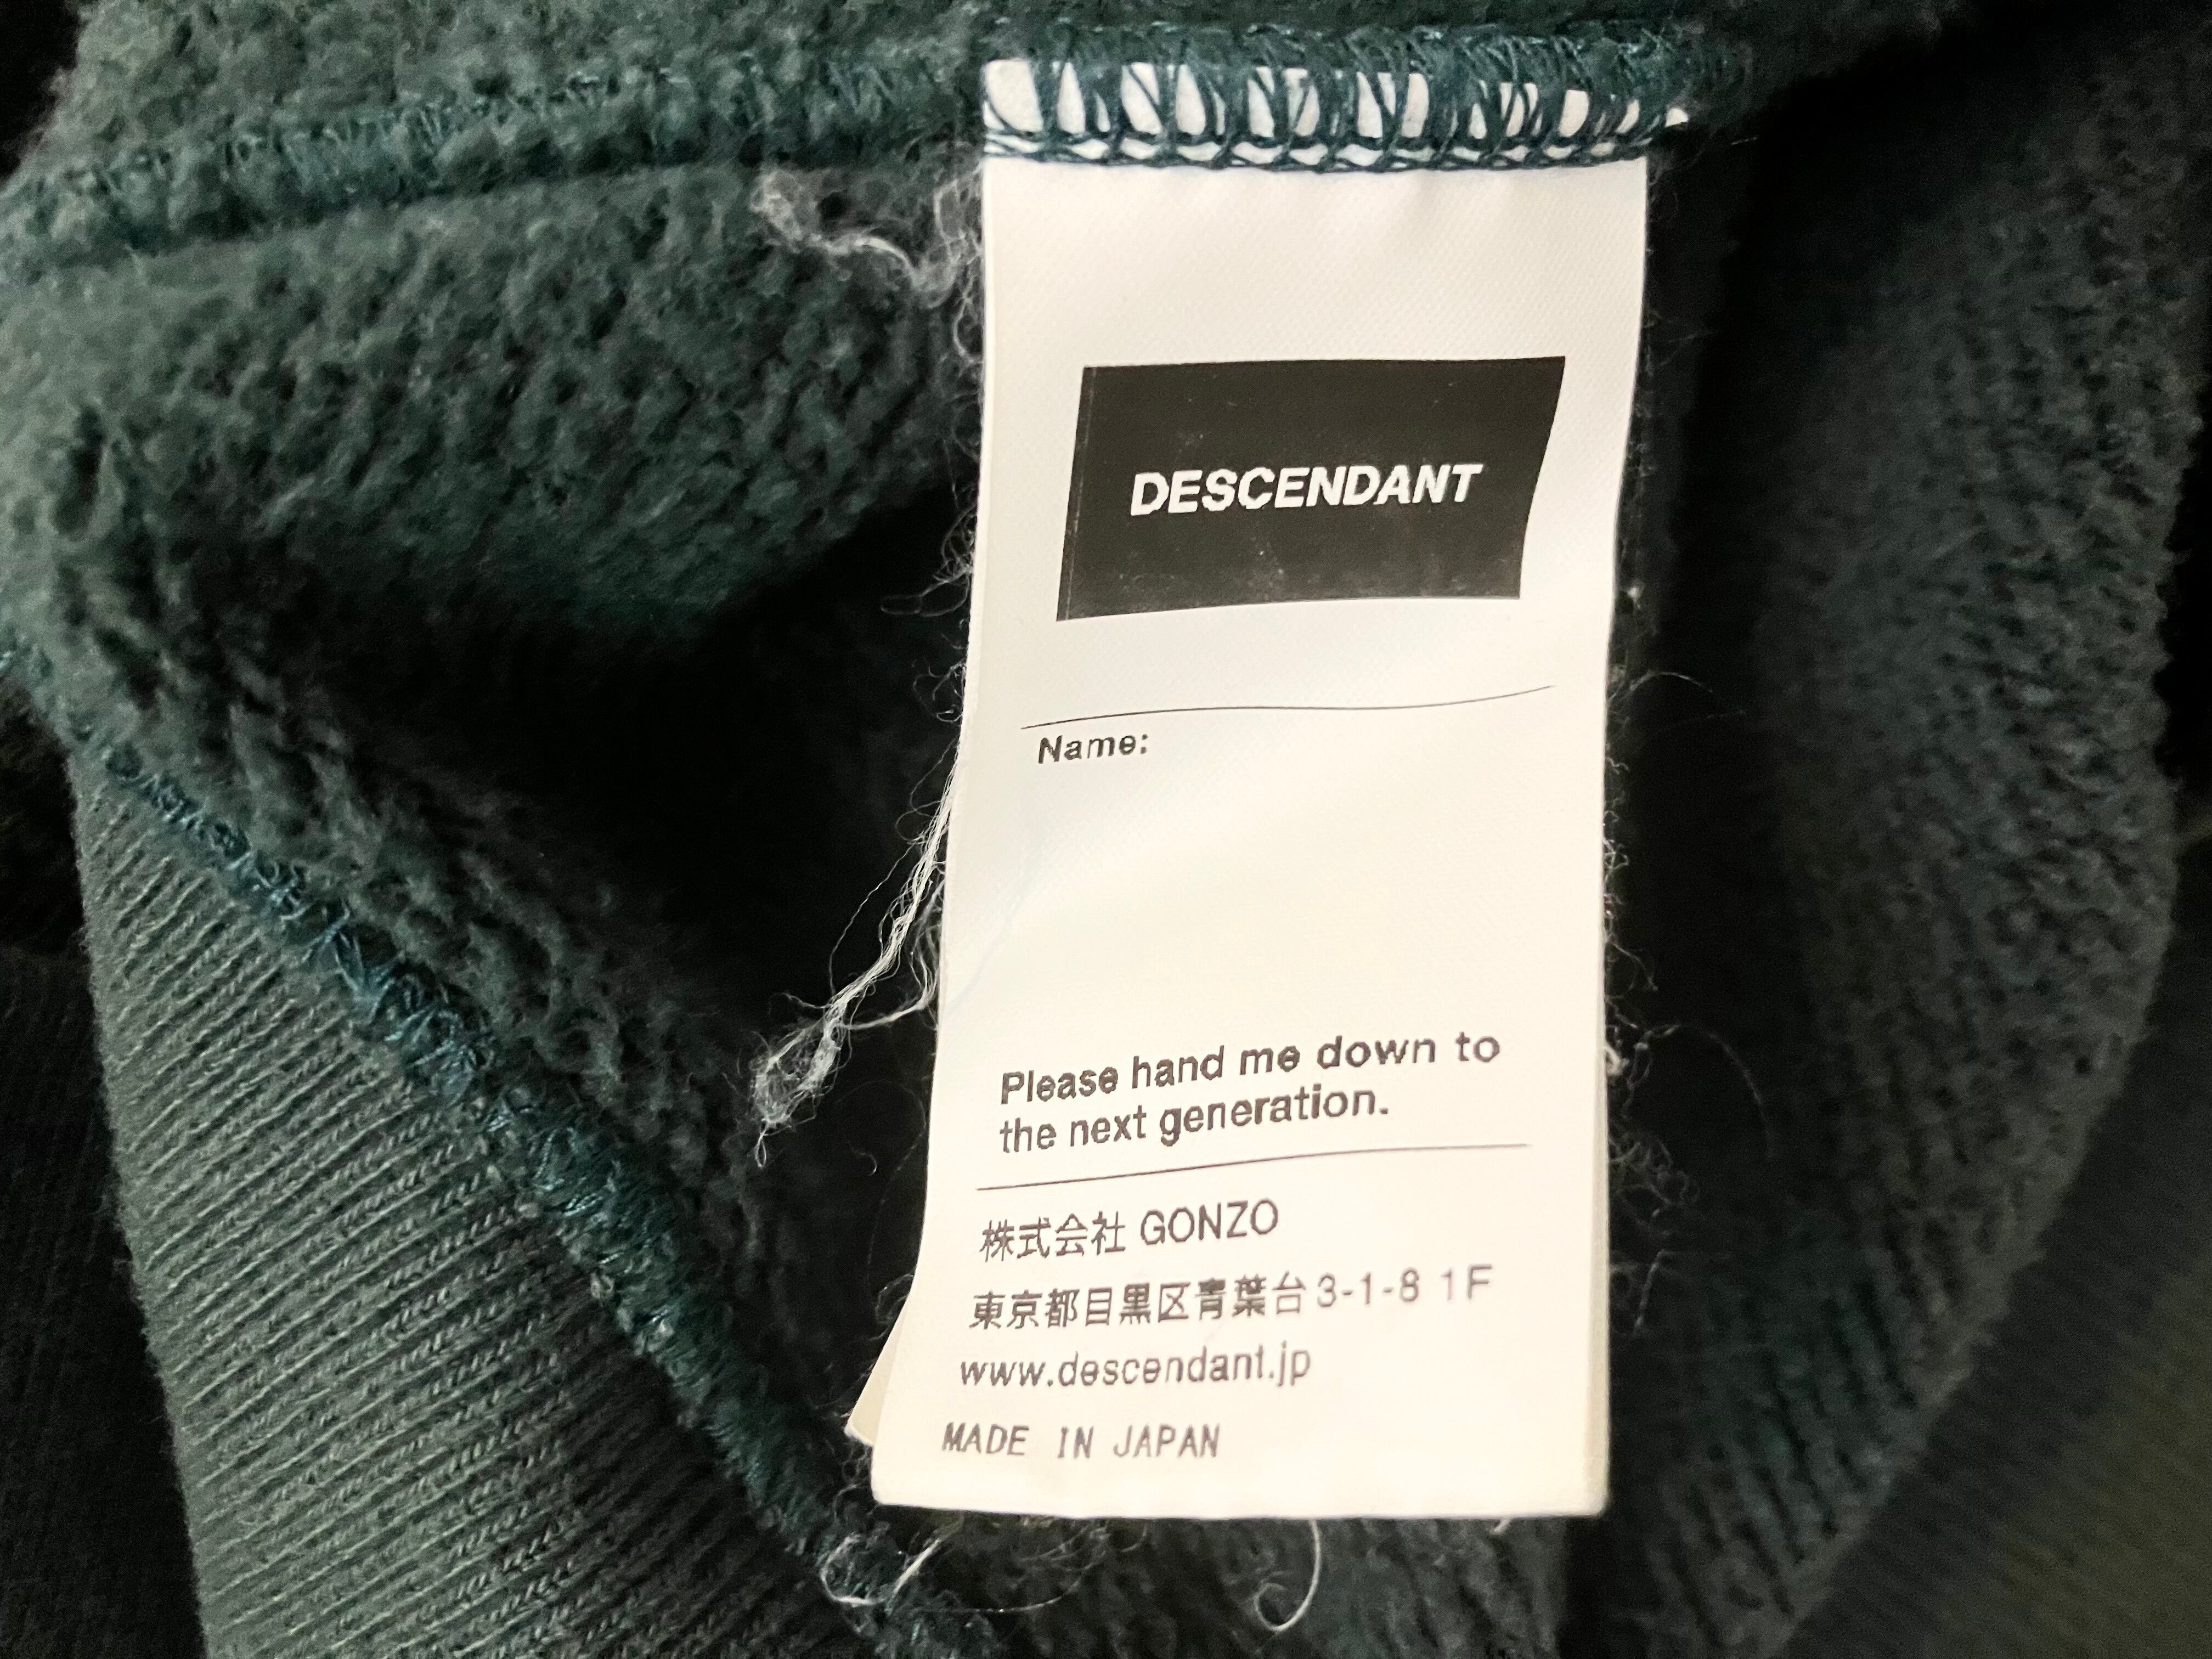 DESCENDANT
Name:
Please hand me down to
the next generation.
株式会社 GONZO
東京都目黒区青葉台3-1-8 1F
www.descendant.jp
MADE IN JAPAN